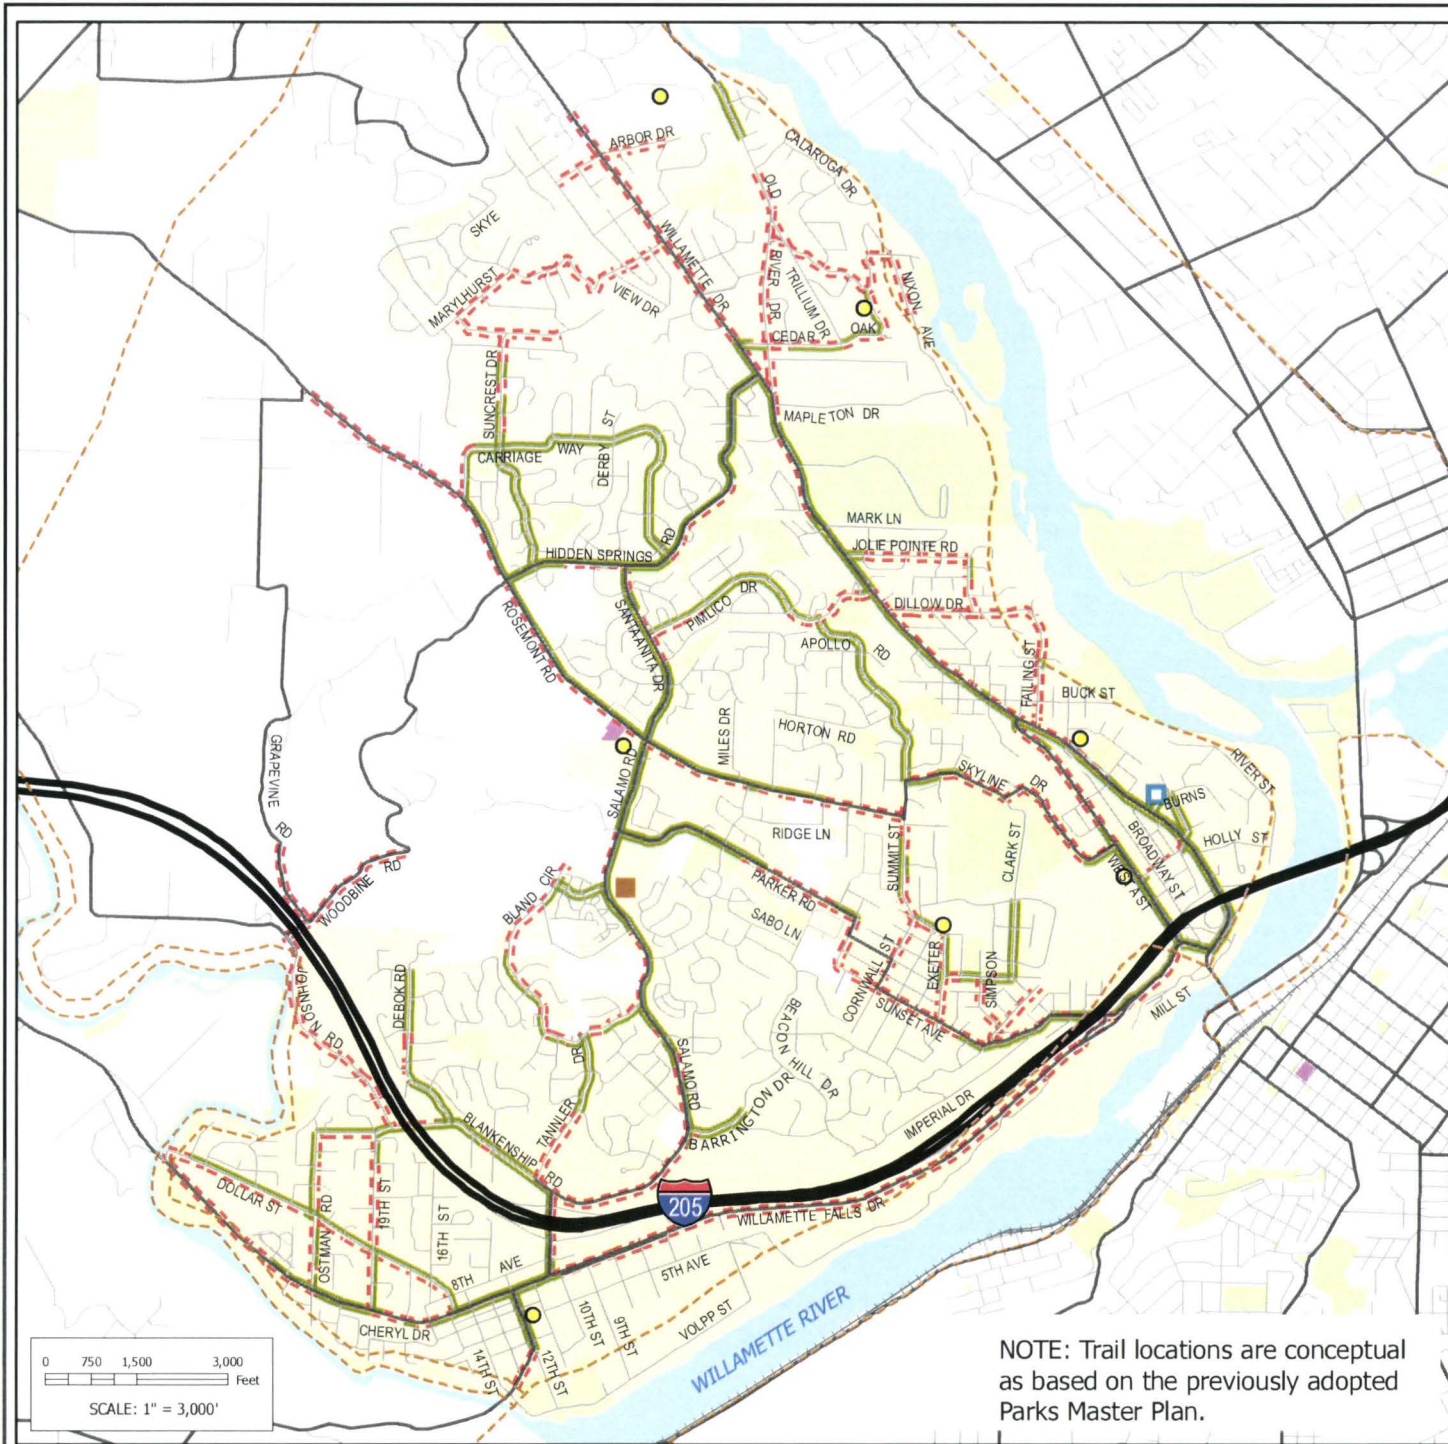 ARBOR DR
CALAROGA DR
OLD
RIVER DR
SKYE
WILLAMETTE DR
MARYLHURST
VIEW DR
TRILLIUM DR
NIXON AVE
CEDAR
OAK
SUNCREST DR
MAPLETON DR
CARRIAGE WAY
DERBY ST
MARK LN
HIDDEN SPRINGS RD
JOLIE POINTE RD
ROSEMONT RD
SANTA ANITA DR
PIMLICO DR
DILLOW DR
APOLLO RD
FAILING ST
BUCK ST
MILES DR
HORTON RD
GRAPEVINE RD
SALAMO RD
SKYLINE DR
RIVER ST
BURNS
RIDGE LN
SUMMIT ST
CLARK ST
BROADWAY ST
HOLLY ST
WOODBINE RD
BLAND CIR
PARKER RD
SABO LN
CORNWALL ST
EXETER
SIMPSON
SUNSET AVE
MILL ST
JOHNSON RD
DEBOK RD
BEACON HILL DR
SALAMO RD
BARRINGTON DR
IMPERIAL DR
TANNLER DR
BLANKENSHIP RD
DOLLAR ST
OSTMAN RD
19TH ST
16TH ST
205
WILLAMETTE FALLS DR
8TH AVE
5TH AVE
10TH ST
9TH ST
VOLPP ST
CHERYL DR
14TH ST
12TH ST
WILLAMETTE RIVER
0 750 1,500 3,000
Feet
SCALE: 1" = 3,000'
NOTE: Trail locations are conceptual
as based on the previously adopted
Parks Master Plan.